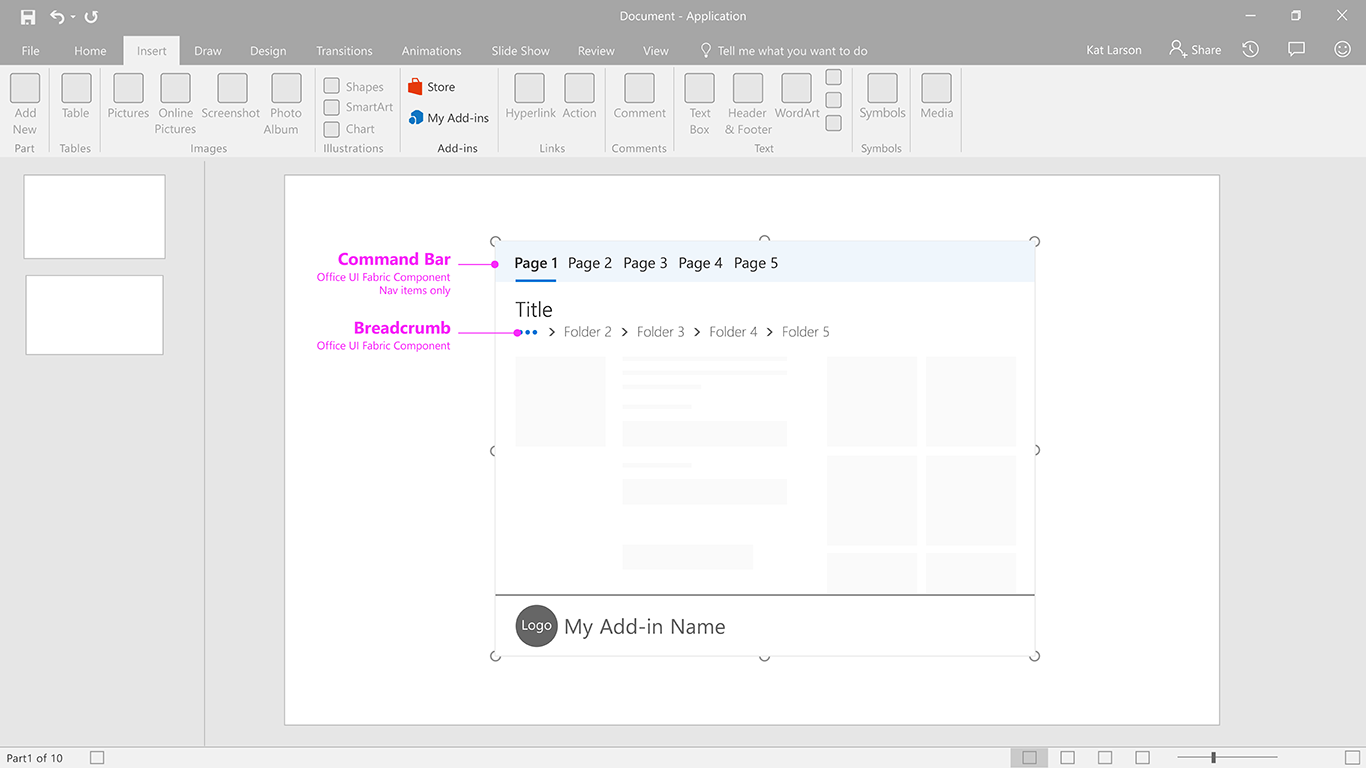 Document - Application
File Home Insert Draw Design Transitions Animations Slide Show Review View Tell me what you want to do Kat Larson Share
Add New
Table
Pictures
Online Pictures
Screenshot
Photo Album
Shapes
SmartArt
Chart
Store
My Add-ins
Hyperlink
Action
Comment
Text Box
Header & Footer
WordArt
Symbols
Media
Part Tables Images Illustrations Add-ins Links Comments Text Symbols
Command Bar
Office UI Fabric Component
Nav items only
Page 1 Page 2 Page 3 Page 4 Page 5
Title
Breadcrumb
Office UI Fabric Component
Folder 2 Folder 3 Folder 4 Folder 5
Logo My Add-in Name
Part1 of 10